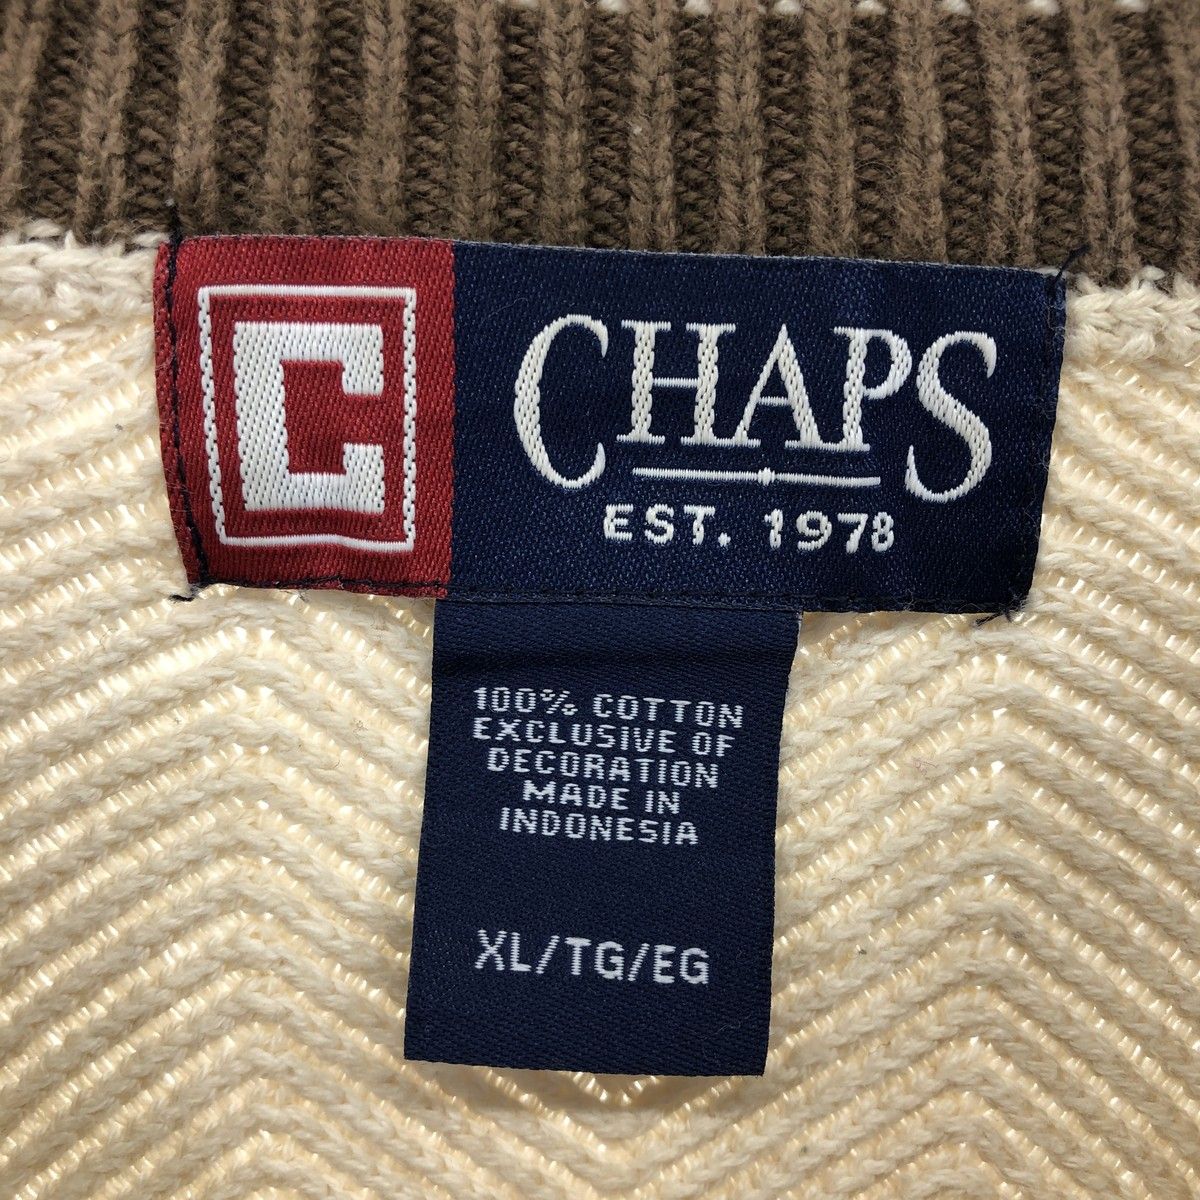 C
CHAPS
EST. 1978
100% COTTON
EXCLUSIVE OF
DECORATION
MADE IN
INDONESIA
XL/TG/EG